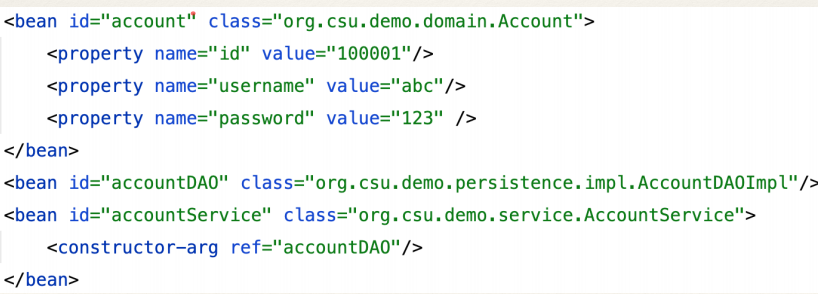 <bean id="account" class="org.csu.demo.domain.Account">
    <property name="id" value="100001"/>
    <property name="username" value="abc"/>
    <property name="password" value="123" />
</bean>
<bean id="accountDAO" class="org.csu.demo.persistence.impl.AccountDAOImpl"/>
<bean id="accountService" class="org.csu.demo.service.AccountService">
    <constructor-arg ref="accountDAO"/>
</bean>